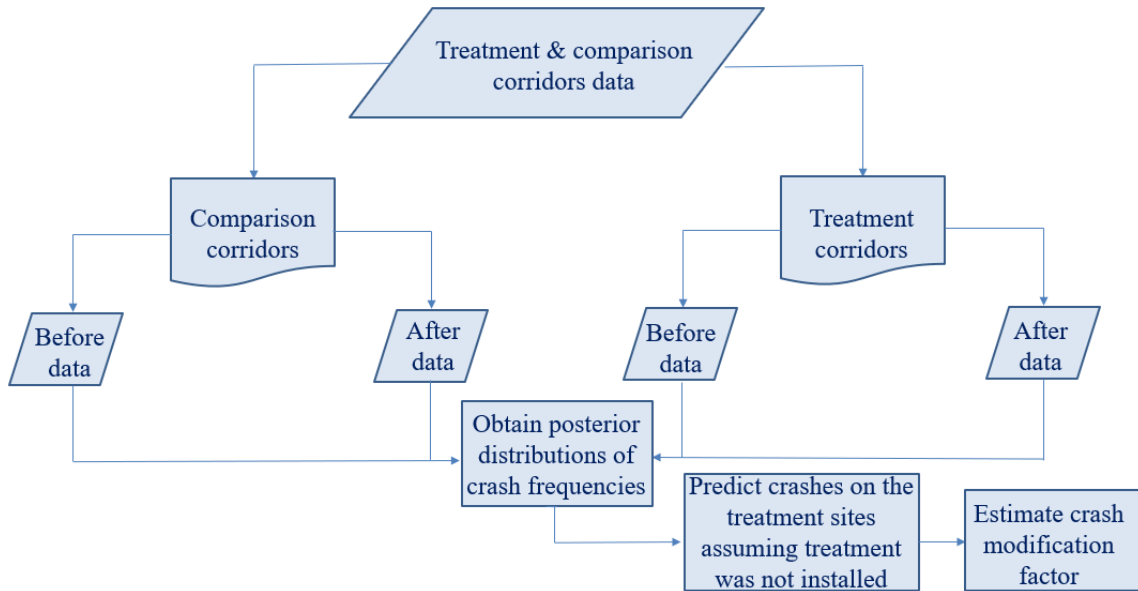 Treatment & comparison
corridors data
Comparison
corridors
Treatment
corridors
Before
data
After
data
Before
data
After
data
Obtain posterior
distributions of
crash frequencies
Predict crashes on the
treatment sites
assuming treatment
was not installed
Estimate crash
modification
factor